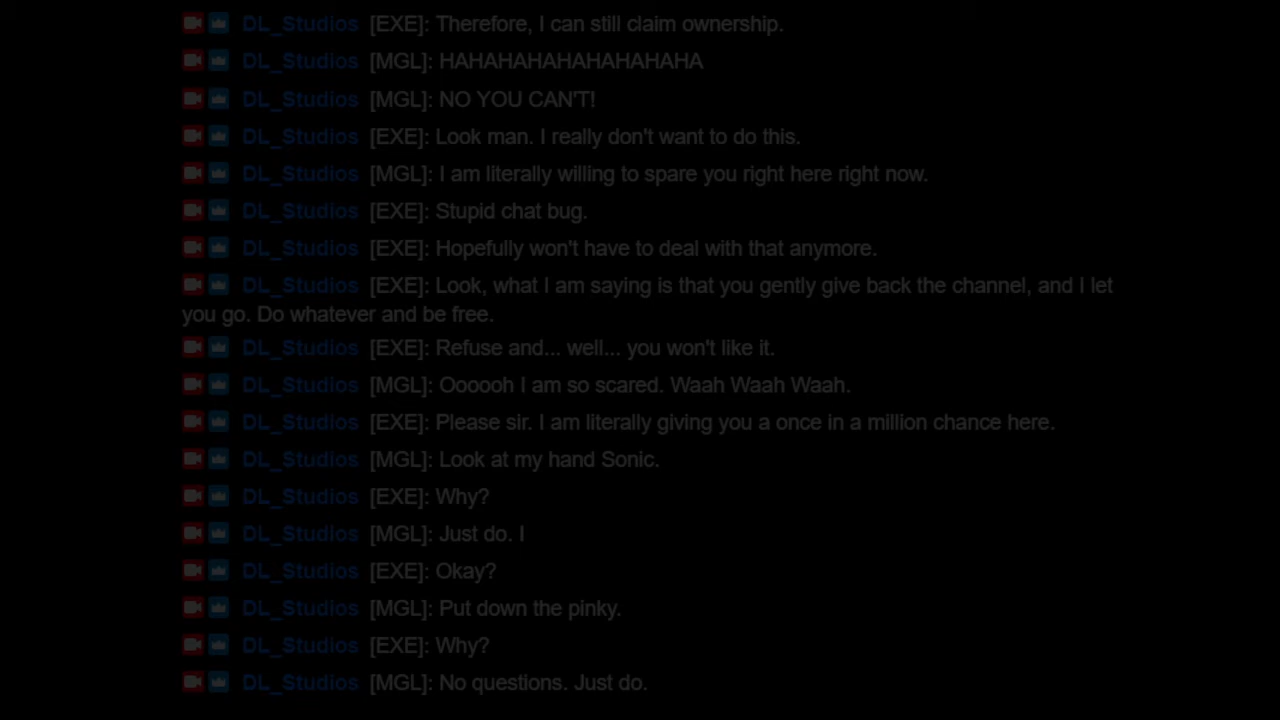 DL_Studios [EXE]: Therefore, I can still claim ownership.
DL_Studios [MGL]: HAHAHAHAHAHAHAHAHA
DL_Studios [MGL]: NO YOU CAN'T!
DL_Studios [EXE]: Look man. I really don't want to do this.
DL_Studios [MGL]: I am literally willing to spare you right here right now.
DL_Studios [EXE]: Stupid chat bug.
DL_Studios [EXE]: Hopefully won't have to deal with that anymore.
DL_Studios [EXE]: Look, what I am saying is that you gently give back the channel, and I let
you go. Do whatever and be free.
DL_Studios [EXE]: Refuse and... well... you won't like it.
DL_Studios [MGL]: Oooooh I am so scared. Waah Waah Waah.
DL_Studios [EXE]: Please sir. I am literally giving you a once in a million chance here.
DL_Studios [MGL]: Look at my hand Sonic.
DL_Studios [EXE]: Why?
DL_Studios [MGL]: Just do. I
DL_Studios [EXE]: Okay?
DL_Studios [MGL]: Put down the pinky.
DL_Studios [EXE]: Why?
DL_Studios [MGL]: No questions. Just do.